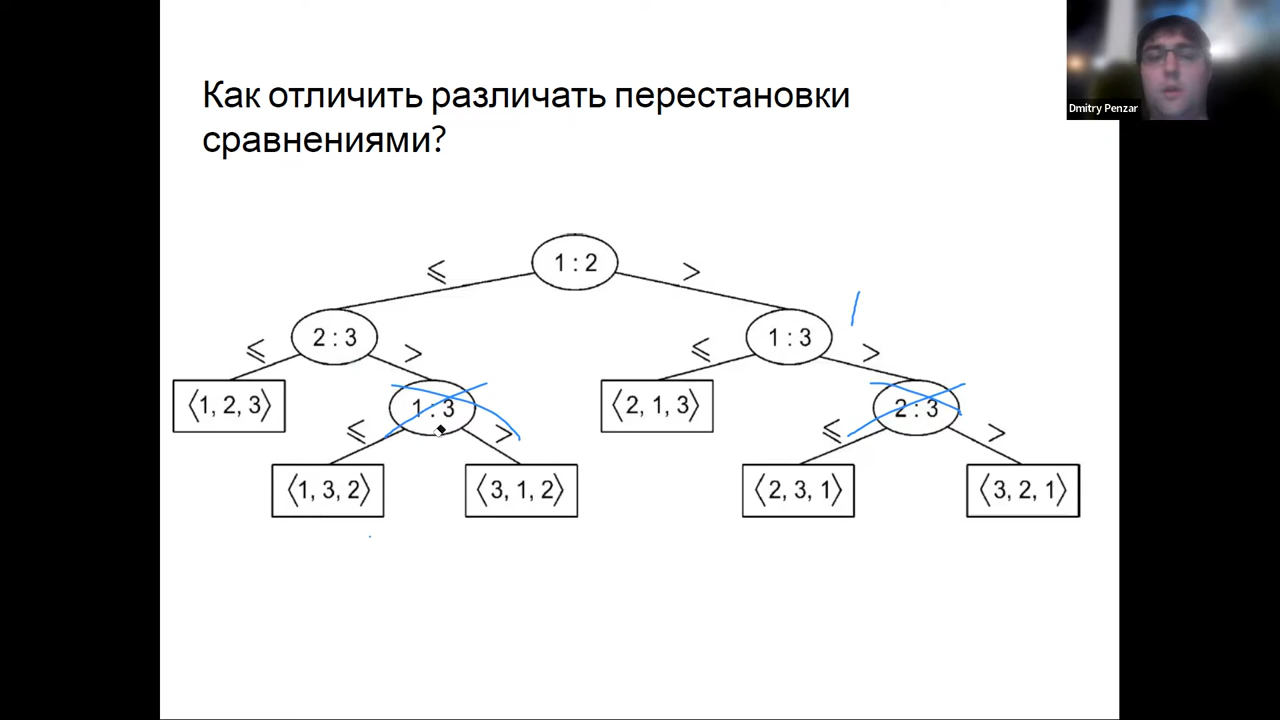 Dmitry Penzar
Как отличить различать перестановки
сравнениями?
1 : 2
⩽ >
2 : 3 1 : 3
⩽ > ⩽ >
⟨1, 2, 3⟩ 1 : 3 ⟨2, 1, 3⟩ 2 : 3
⩽ > ⩽ >
⟨1, 3, 2⟩ ⟨3, 1, 2⟩ ⟨2, 3, 1⟩ ⟨3, 2, 1⟩